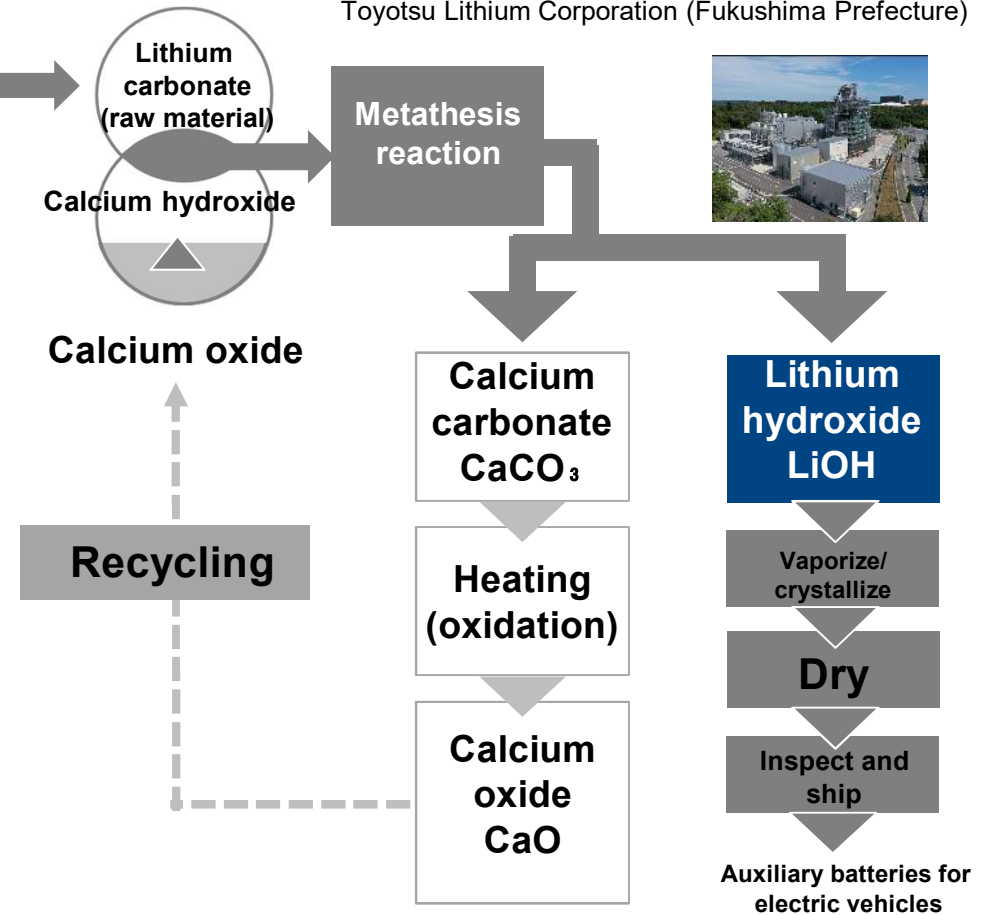 Toyotsu Lithium Corporation (Fukushima Prefecture)
Lithium
carbonate
(raw material)
Calcium hydroxide
Calcium oxide
Metathesis
reaction
Calcium
carbonate
CaCO₃
Heating
(oxidation)
Calcium
oxide
CaO
Recycling
Lithium
hydroxide
LiOH
Vaporize/
crystallize
Dry
Inspect and
ship
Auxiliary batteries for
electric vehicles